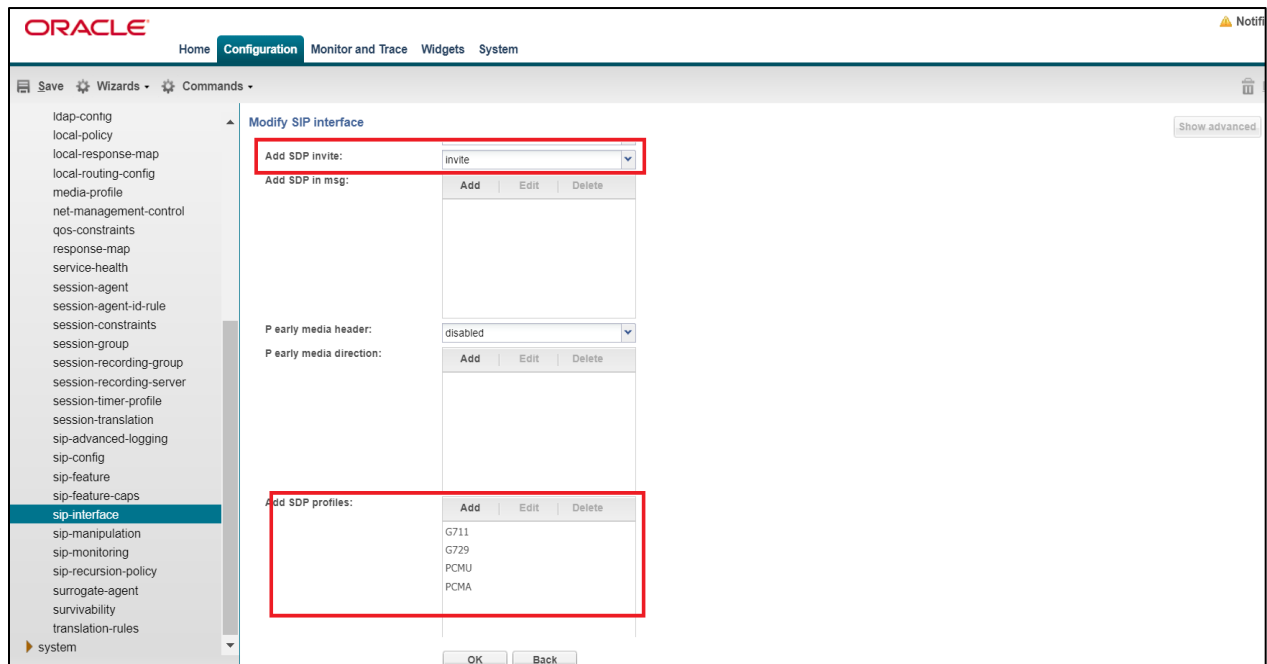 ORACLE
Notifi
Home Configuration Monitor and Trace Widgets System
Save Wizards Commands
ldap-config
local-policy
local-response-map
local-routing-config
media-profile
net-management-control
qos-constraints
response-map
service-health
session-agent
session-agent-id-rule
session-constraints
session-group
session-recording-group
session-recording-server
session-timer-profile
session-translation
sip-advanced-logging
sip-config
sip-feature
sip-feature-caps
sip-interface
sip-manipulation
sip-monitoring
sip-recursion-policy
surrogate-agent
survivability
translation-rules
system
Modify SIP interface
Show advanced
Add SDP invite: invite
Add SDP in msg: Add Edit Delete
P early media header: disabled
P early media direction: Add Edit Delete
Add SDP profiles: Add Edit Delete
G711
G729
PCMU
PCMA
OK Back